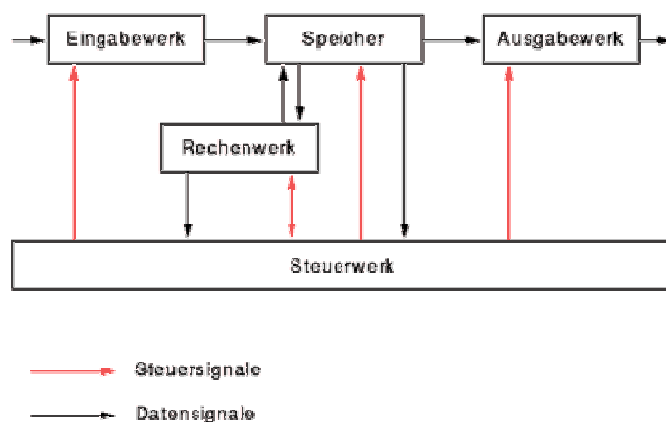 Eingabewerk
Speicher
Ausgabewerk
Rechenwerk
Steuerwerk
Steuersignale
Datensignale